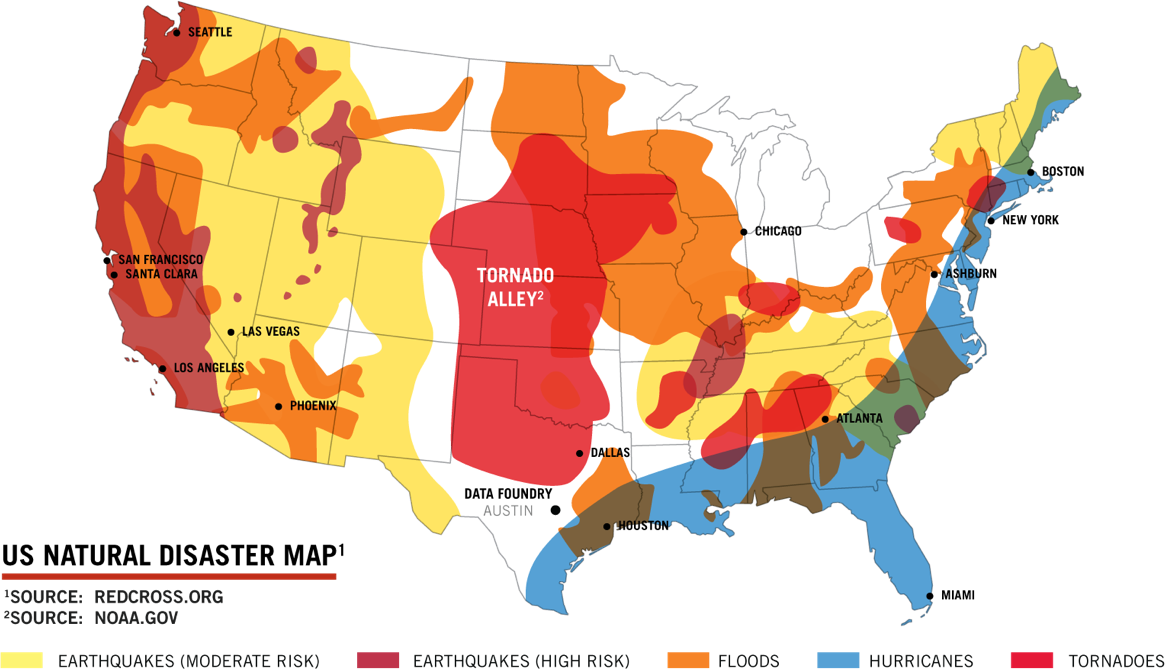 SEATTLE
BOSTON
NEW YORK
CHICAGO
SAN FRANCISCO
SANTA CLARA
ASHBURN
TORNADO
ALLEY²
LAS VEGAS
LOS ANGELES
PHOENIX
ATLANTA
DALLAS
DATA FOUNDRY
AUSTIN
HOUSTON
US NATURAL DISASTER MAP¹
¹SOURCE: REDCROSS.ORG
²SOURCE: NOAA.GOV
MIAMI
EARTHQUAKES (MODERATE RISK)
EARTHQUAKES (HIGH RISK)
FLOODS
HURRICANES
TORNADOES